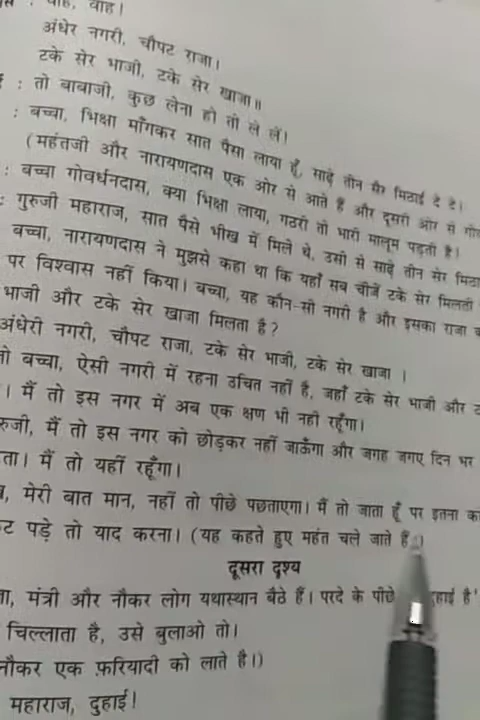 : वाह, वाह!
अंधेर नगरी, चौपट राजा।
टके सेर भाजी, टके सेर खाजा॥
: तो बाबाजी, कुछ लेना हो तो ले लें!
: बच्चा, भिक्षा माँगकर सात पैसा लाया हूँ, साढ़े तीन सेर मिठाई दे दे।
(महंतजी और नारायणदास एक ओर से आते हैं और दूसरी ओर से
: बच्चा गोवर्धनदास, क्या भिक्षा लाया, गठरी तो भारी मालूम पड़ती है!
: गुरुजी महाराज, सात पैसे भीख में मिले थे, उसी से साढ़े तीन सेर
बच्चा, नारायणदास ने मुझसे कहा था कि यहाँ सब चीजें टके सेर मिलती
पर विश्वास नहीं किया। बच्चा, यह कौन-सी नगरी है और इसका राजा
भाजी और टके सेर खाजा मिलता है?
अंधेरी नगरी, चौपट राजा, टके सेर भाजी, टके सेर खाजा ।
तो बच्चा, ऐसी नगरी में रहना उचित नहीं है, जहाँ टके सेर भाजी और
। मैं तो इस नगर में अब एक क्षण भी नहीं रहूँगा।
मैं तो इस नगर को छोड़कर नहीं जाऊँगा और जगह जगए दिन भर
मैं तो यहीं रहूँगा।
मेरी बात मान, नहीं तो पीछे पछताएगा। मैं तो जाता हूँ पर इतना
पड़े तो याद करना। (यह कहते हुए महंत चले जाते हैं।)
दूसरा दृश्य
मंत्री और नौकर लोग यथास्थान बैठे हैं। परदे के पीछे
चिल्लाता है, उसे बुलाओ तो।
नौकर एक फ़रियादी को लाते है।)
महाराज, दुहाई!